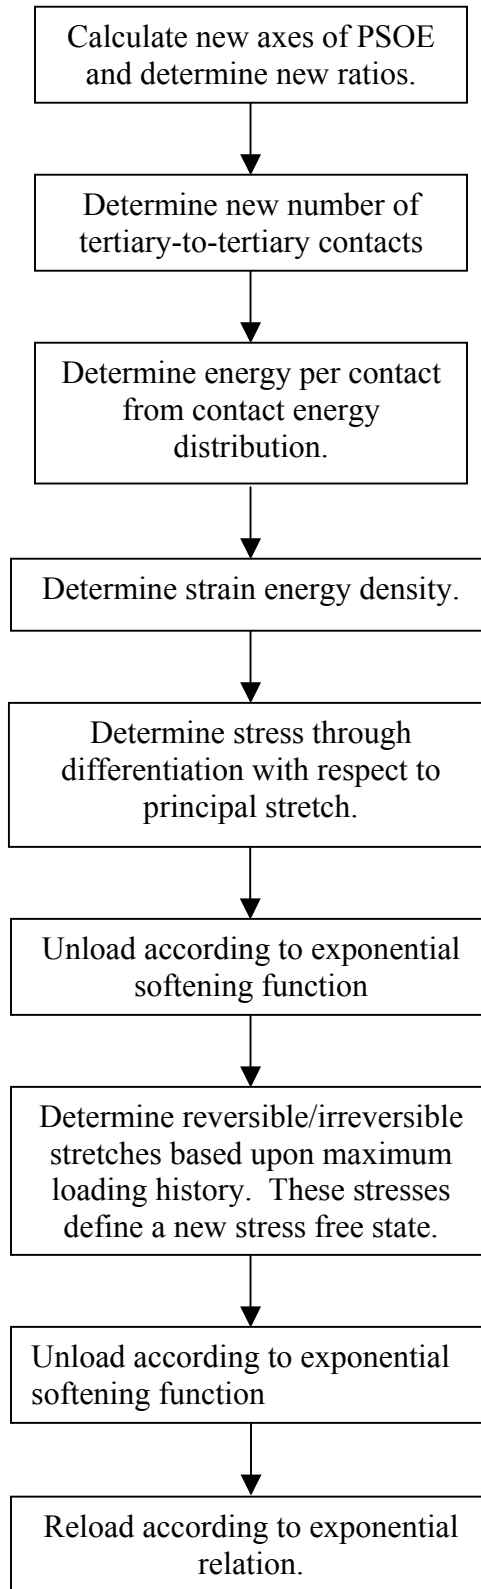 Calculate new axes of PSOE
and determine new ratios.
Determine new number of
tertiary-to-tertiary contacts
Determine energy per contact
from contact energy
distribution.
Determine strain energy density.
Determine stress through
differentiation with respect to
principal stretch.
Unload according to exponential
softening function
Determine reversible/irreversible
stretches based upon maximum
loading history.  These stresses
define a new stress free state.
Unload according to exponential
softening function
Reload according to exponential
relation.